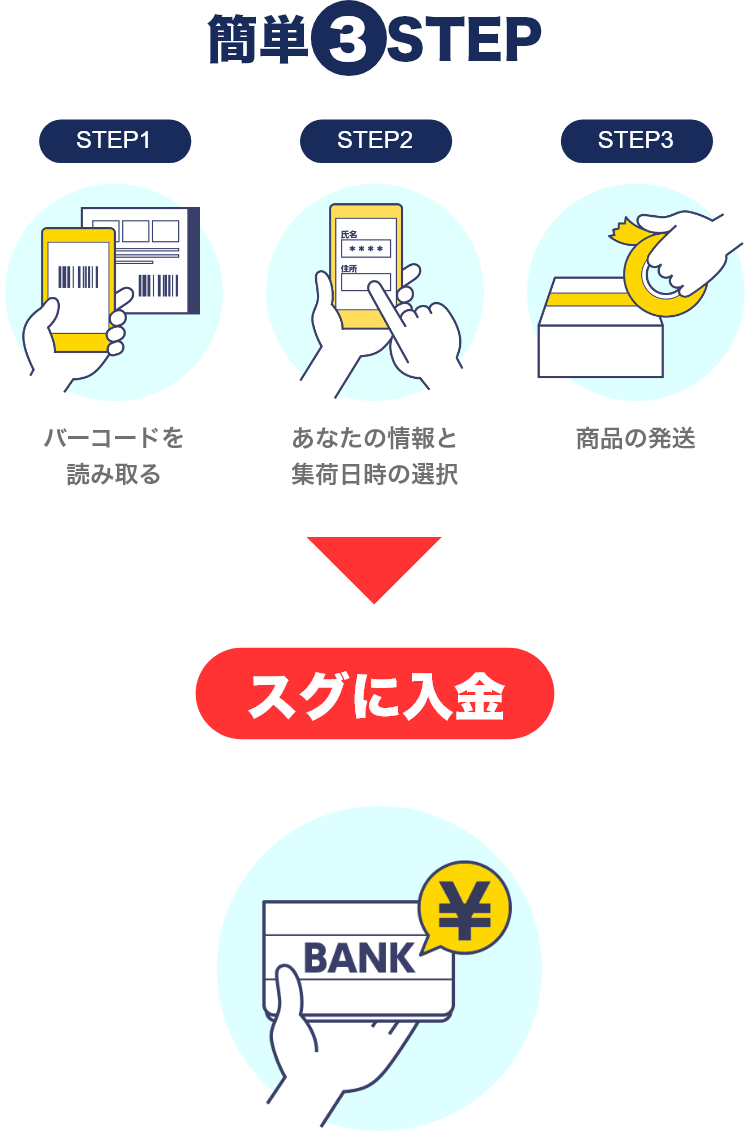 簡単3STEP
STEP1
STEP2
STEP3
氏名
****
住所
バーコードを
読み取る
あなたの情報と
集荷日時の選択
商品の発送
スグに入金
¥
BANK